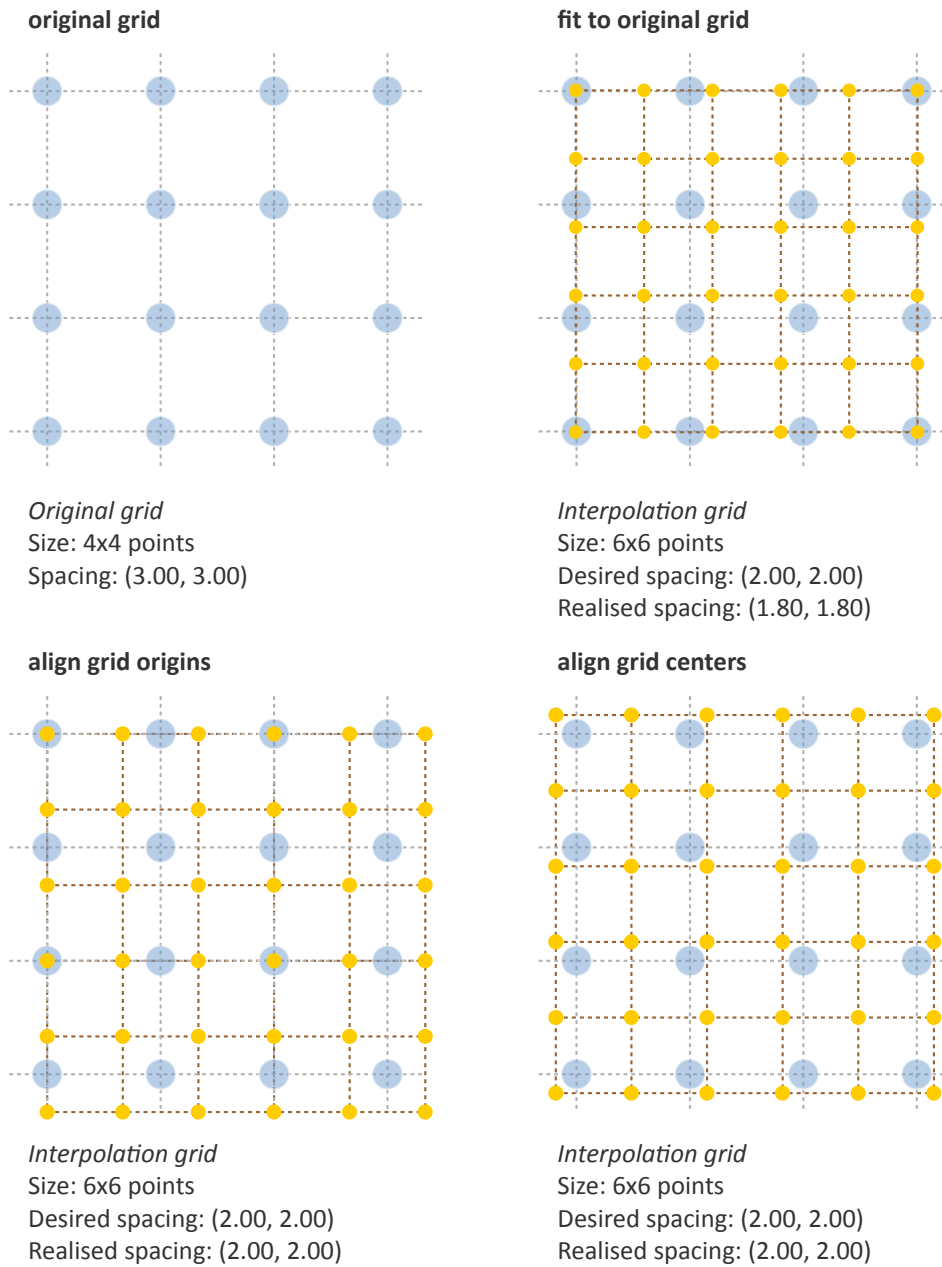 original grid
fit to original grid
Original grid
Size: 4x4 points
Spacing: (3.00, 3.00)
Interpolation grid
Size: 6x6 points
Desired spacing: (2.00, 2.00)
Realised spacing: (1.80, 1.80)
align grid origins
align grid centers
Interpolation grid
Size: 6x6 points
Desired spacing: (2.00, 2.00)
Realised spacing: (2.00, 2.00)
Interpolation grid
Size: 6x6 points
Desired spacing: (2.00, 2.00)
Realised spacing: (2.00, 2.00)